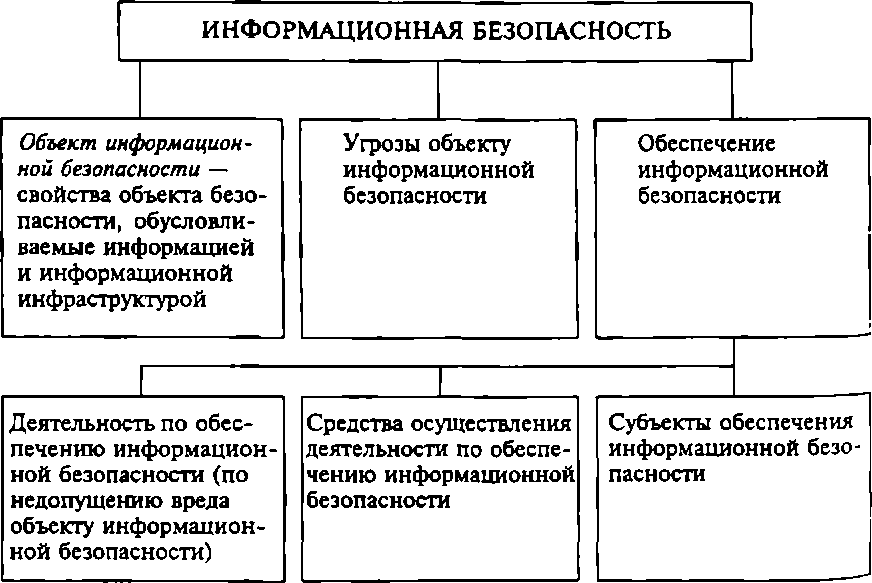 ИНФОРМАЦИОННАЯ БЕЗОПАСНОСТЬ
Объект информацион-
ной безопасности —
свойства объекта безо-
пасности, обусловли-
ваемые информацией
и информационной
инфраструктурой
Угрозы объекту
информационной
безопасности
Обеспечение
информационной
безопасности
Деятельность по обес-
печению информацион-
ной безопасности (по
недопущению вреда
объекту информацион-
ной безопасности)
Средства осуществления
деятельности по обеспе-
чению информационной
безопасности
Субъекты обеспечения
информационной безо-
пасности